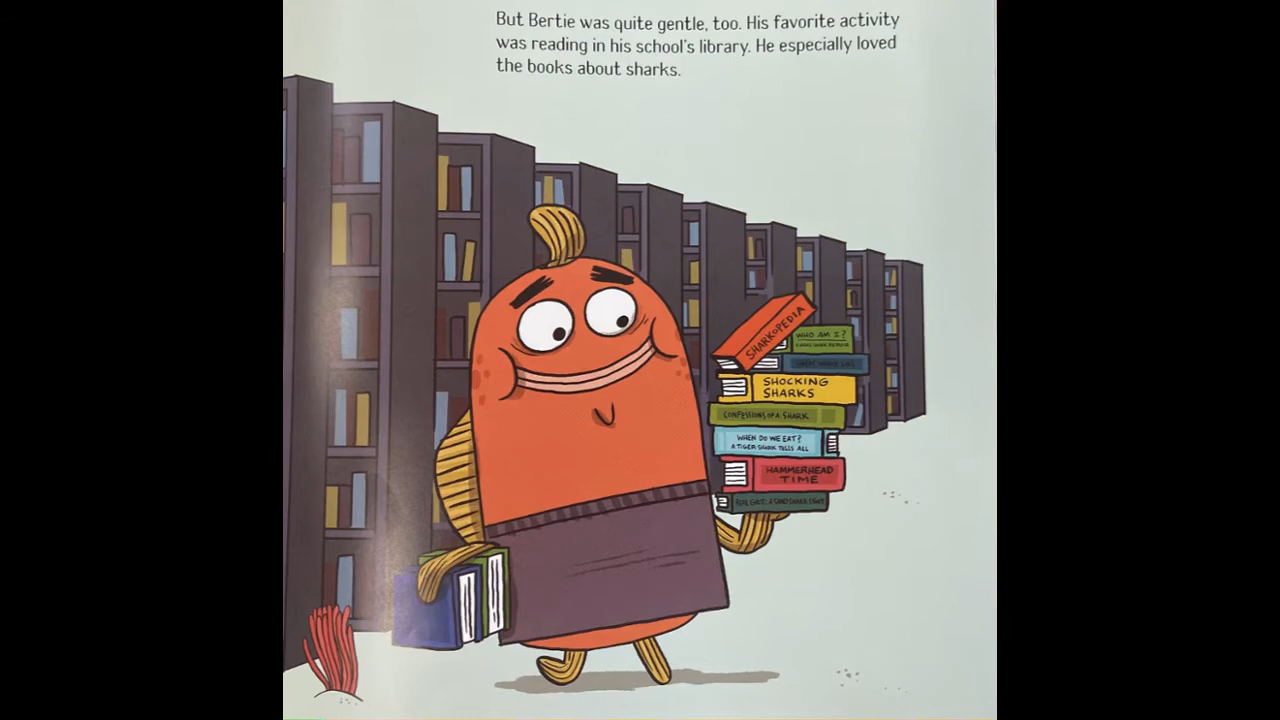 But Bertie was quite gentle, too. His favorite activity
was reading in his school's library. He especially loved
the books about sharks.
SHARKOPEDIA
WHO AM I?
SHOCKING
SHARKS
CONFESSIONS OF A SHARK
WHEN DO WE EAT?
A TIGER SHARK TELLS ALL
HAMMERHEAD
TIME